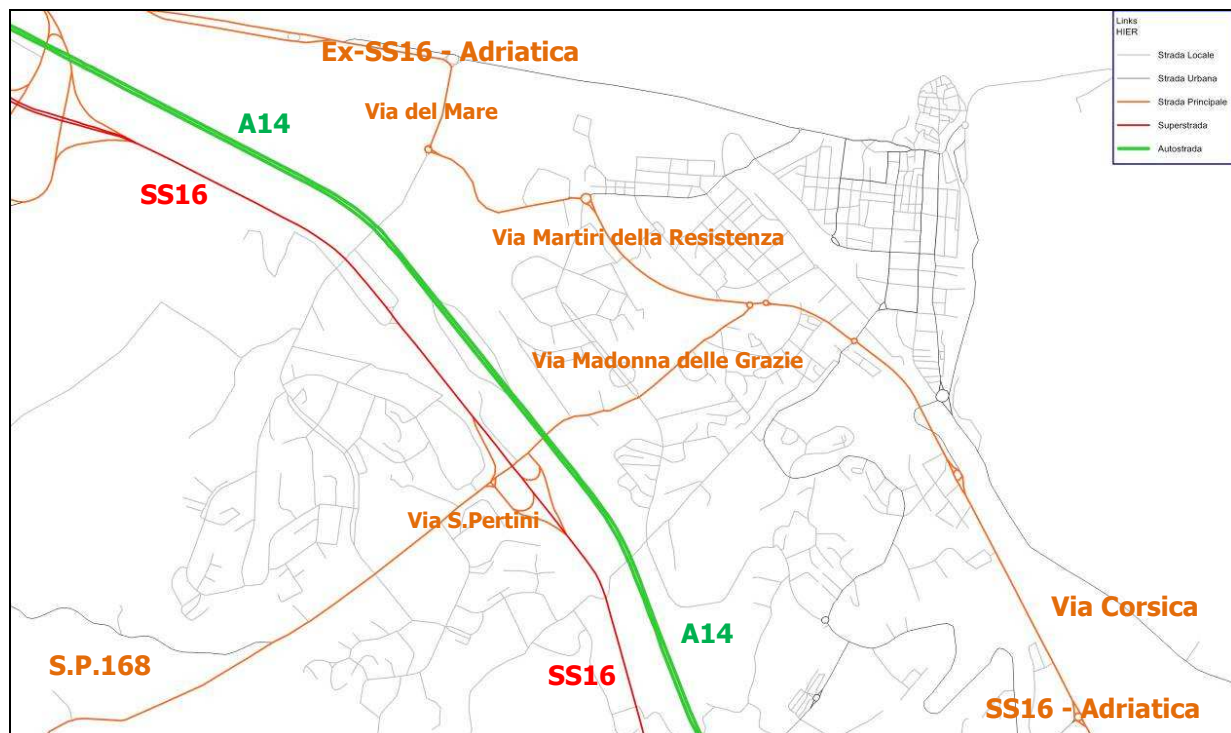 Ex-SS16 - Adriatica
Links
HIER
Strada Locale
Strada Urbana
Strada Principale
Superstrada
Autostrada
Via del Mare
A14
SS16
Via Martiri della Resistenza
Via Madonna delle Grazie
Via S.Pertini
Via Corsica
A14
S.P.168
SS16
SS16 - Adriatica